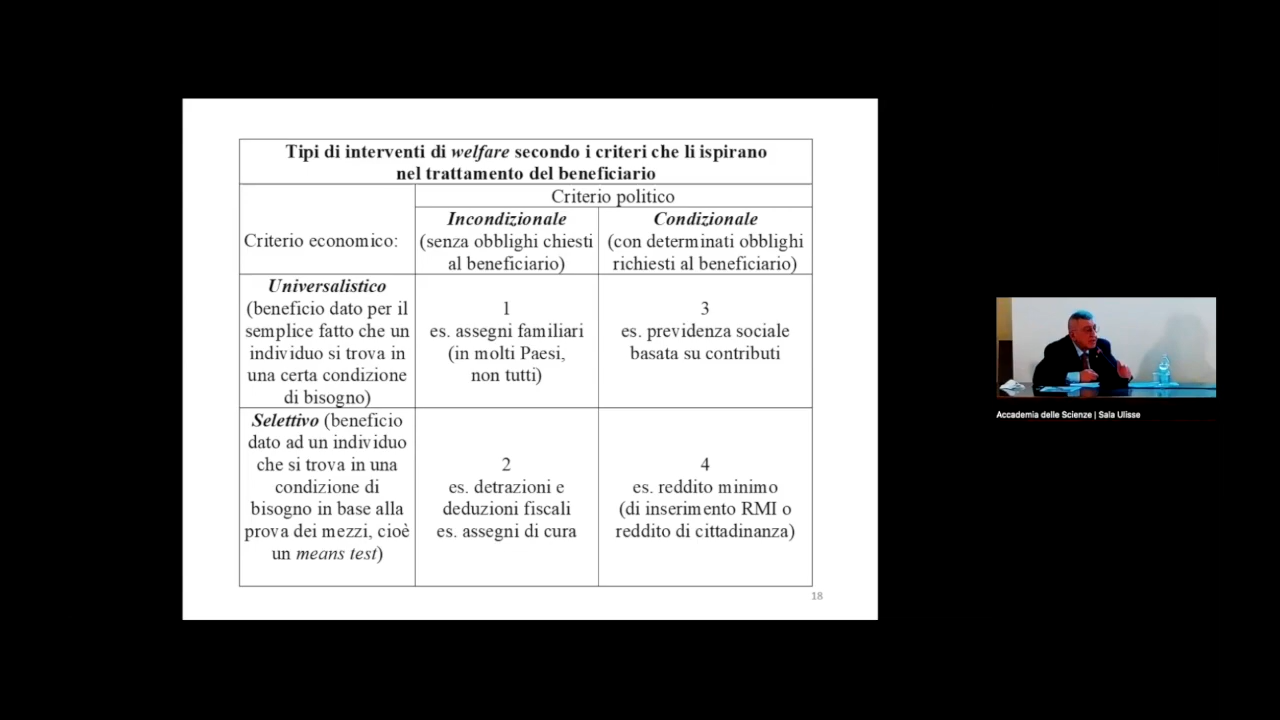 Tipi di interventi di welfare secondo i criteri che li ispirano
nel trattamento del beneficiario
Criterio politico
Criterio economico:
Incondizionale
(senza obblighi chiesti
al beneficiario)
Condizionale
(con determinati obblighi
richiesti al beneficiario)
Universalistico
(beneficio dato per il
semplice fatto che un
individuo si trova in
una certa condizione
di bisogno)
1
es. assegni familiari
(in molti Paesi,
non tutti)
3
es. previdenza sociale
basata su contributi
Selettivo (beneficio
dato ad un individuo
che si trova in una
condizione di
bisogno in base alla
prova dei mezzi, cioè
un means test)
2
es. detrazioni e
deduzioni fiscali
es. assegni di cura
4
es. reddito minimo
(di inserimento RMI o
reddito di cittadinanza)
18
Accademia delle Scienze | Sala Ulisse